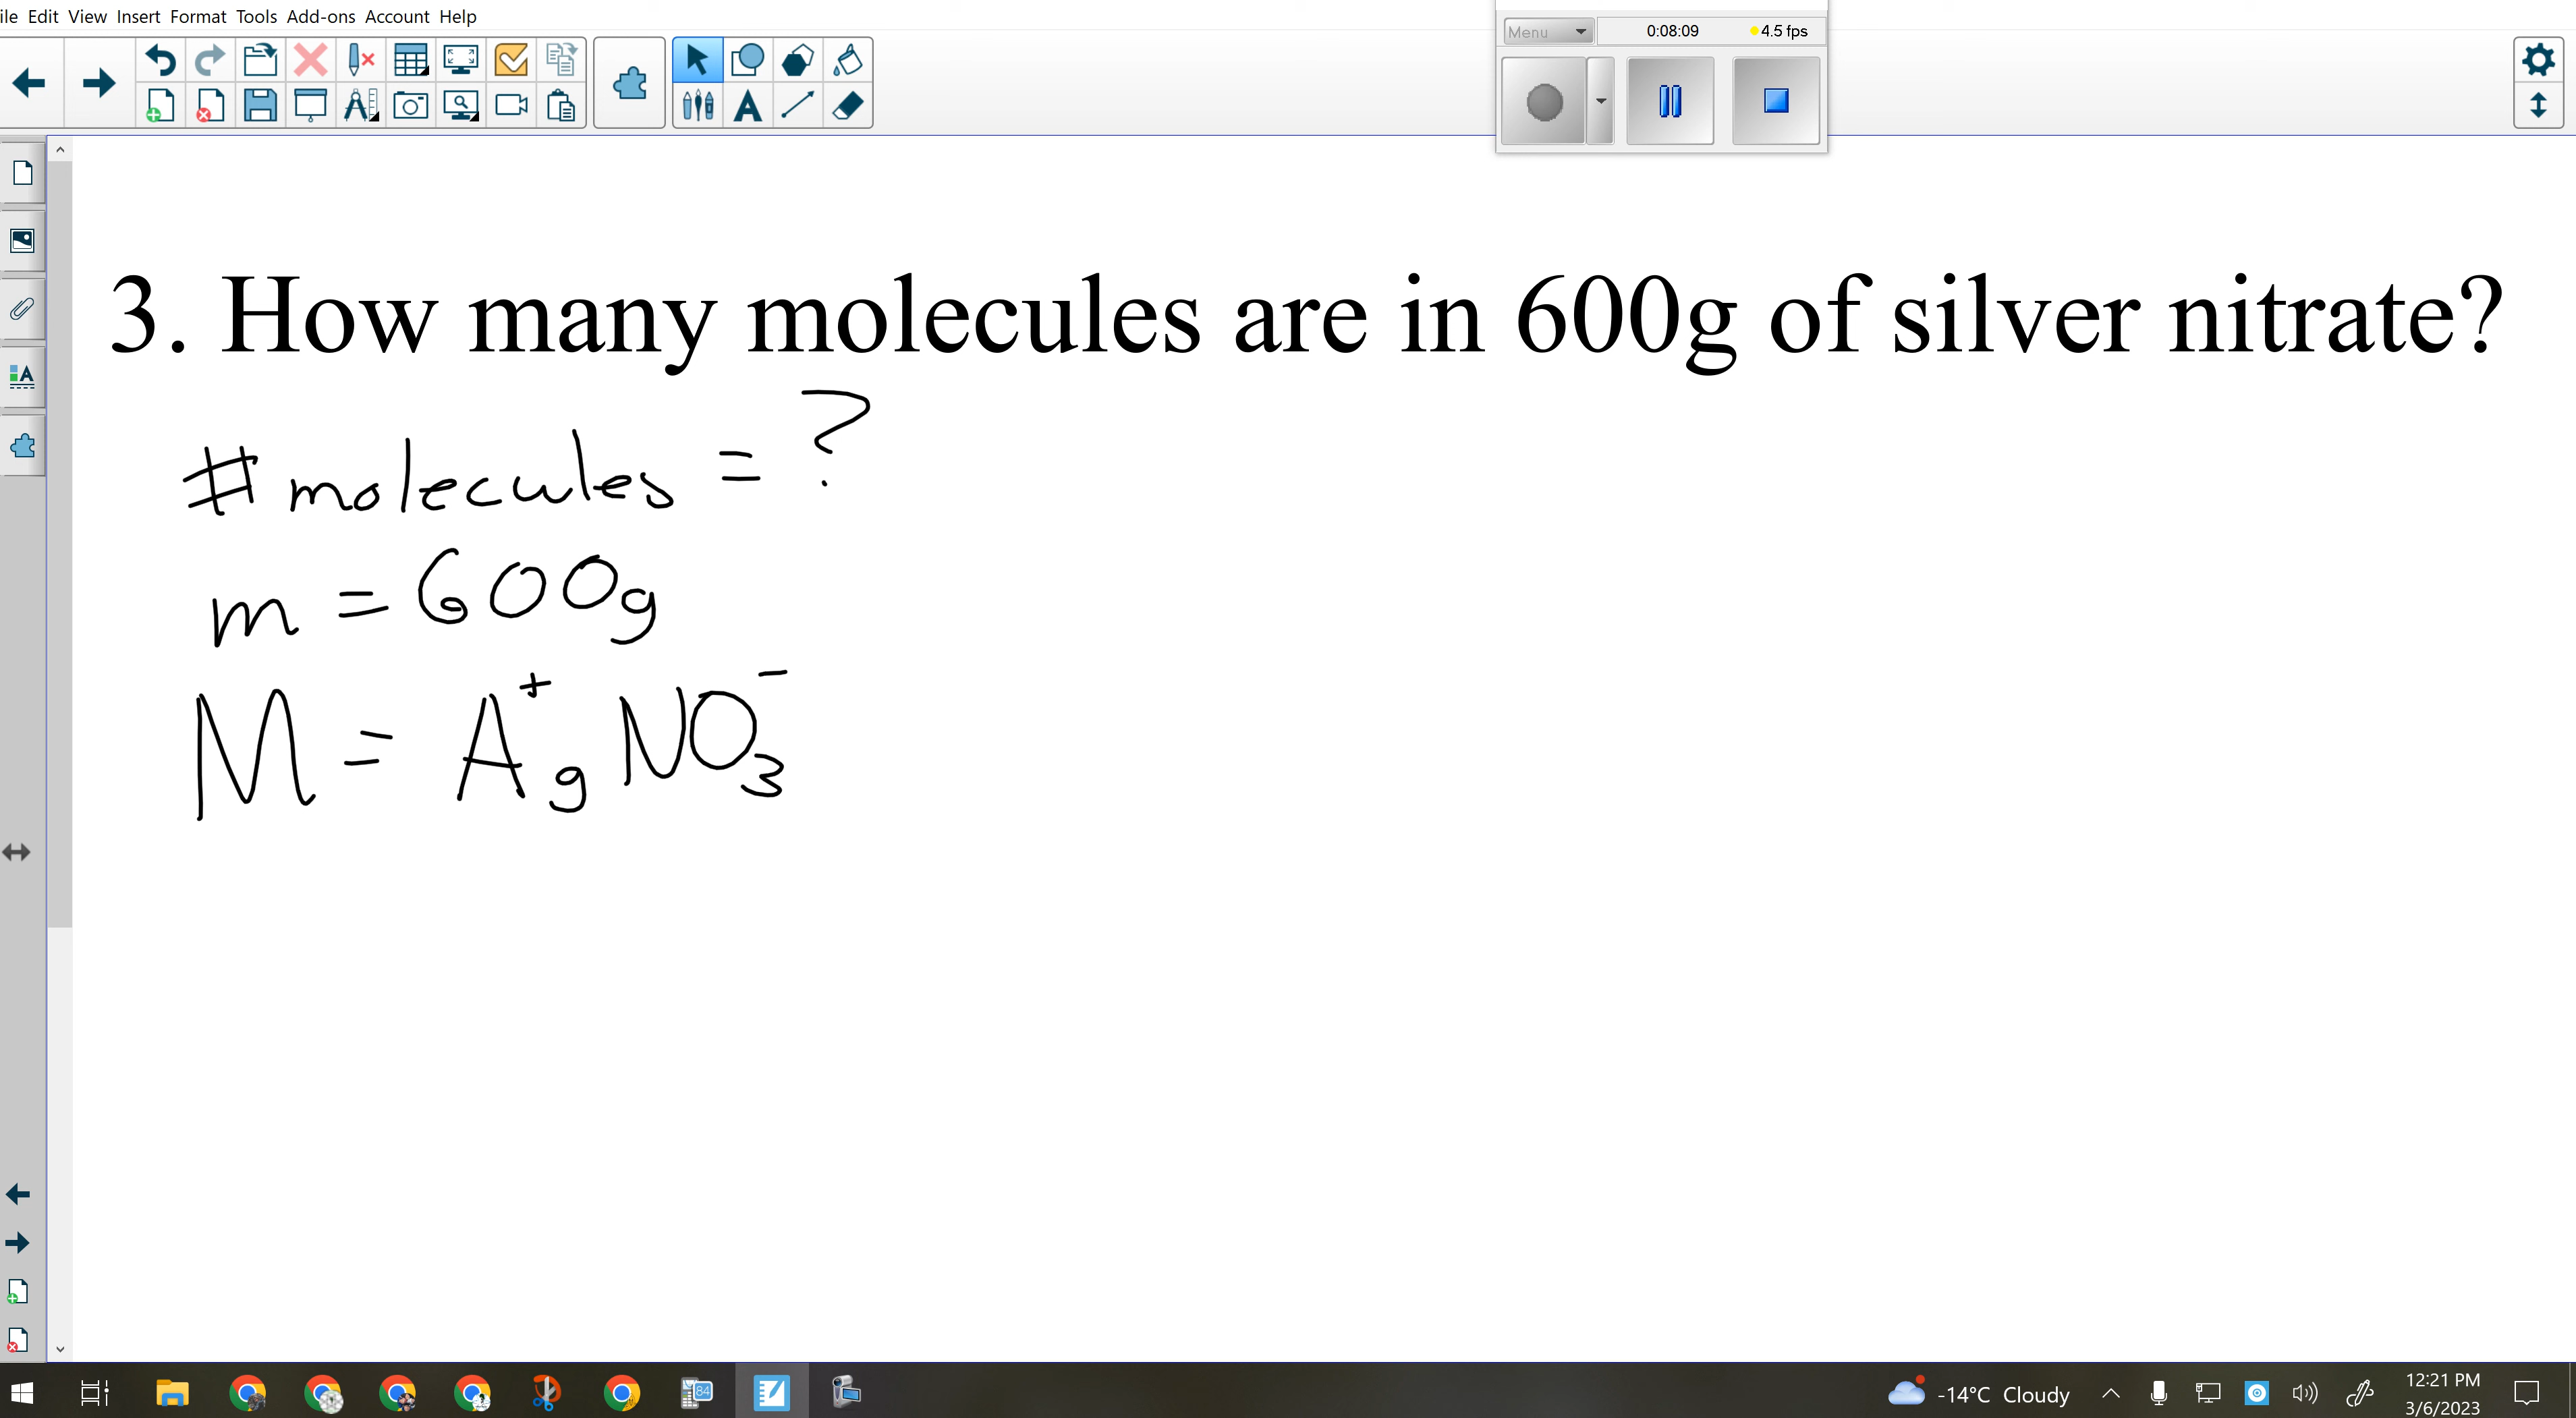 ile Edit View Insert Format Tools Add-ons Account Help
Menu 0:08:09 4.5 fps
3. How many molecules are in 600g of silver nitrate?
# molecules = ?
m = 600g
M = Ag⁺ NO₃⁻
84
-14°C Cloudy
12:21 PM
3/6/2023